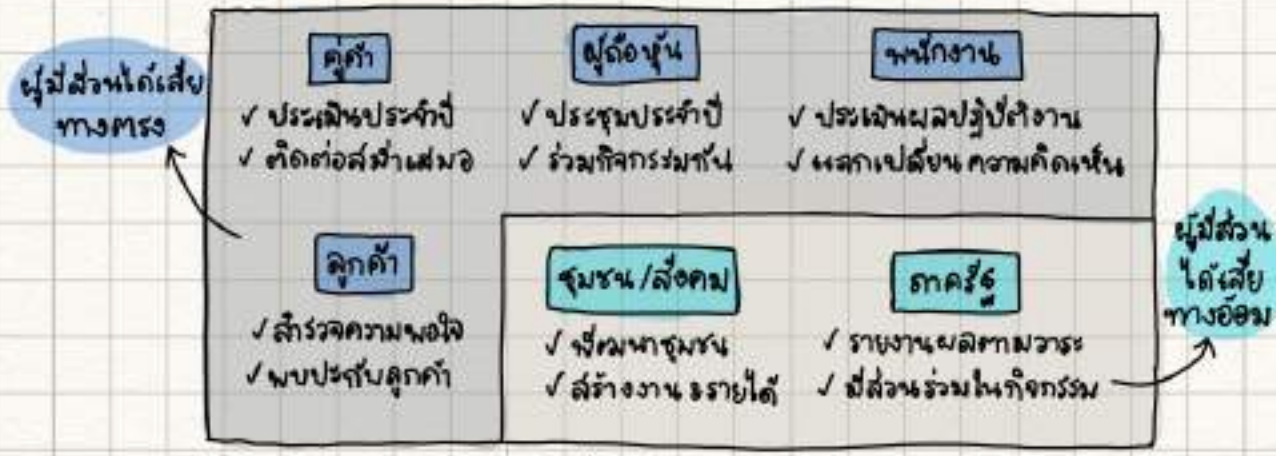 ผู้มีส่วนได้เสีย
ทางตรง
คู่ค้า
✓ ประเมินประจำปี
✓ ติดต่อสม่ำเสมอ
ผู้ถือหุ้น
✓ ประชุมประจำปี
✓ ร่วมกิจกรรมกัน
พนักงาน
✓ ประเมินผลปฏิบัติงาน
✓ แลกเปลี่ยนความคิดเห็น
ลูกค้า
✓ สำรวจความพอใจ
✓ พบปะกับลูกค้า
ชุมชน/สังคม
✓ พัฒนาชุมชน
✓ สร้างงาน & รายได้
ภาครัฐ
✓ รายงานผลตามวาระ
✓ มีส่วนร่วมในกิจกรรม
ผู้มีส่วน
ได้เสีย
ทางอ้อม